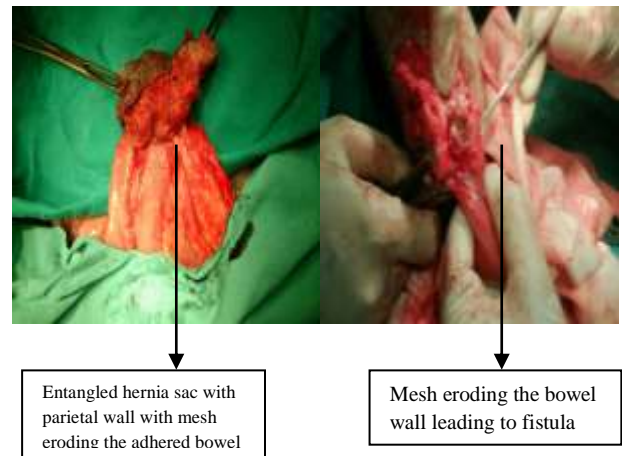 Entangled hernia sac with
parietal wall with mesh
eroding the adhered bowel
Mesh eroding the bowel
wall leading to fistula